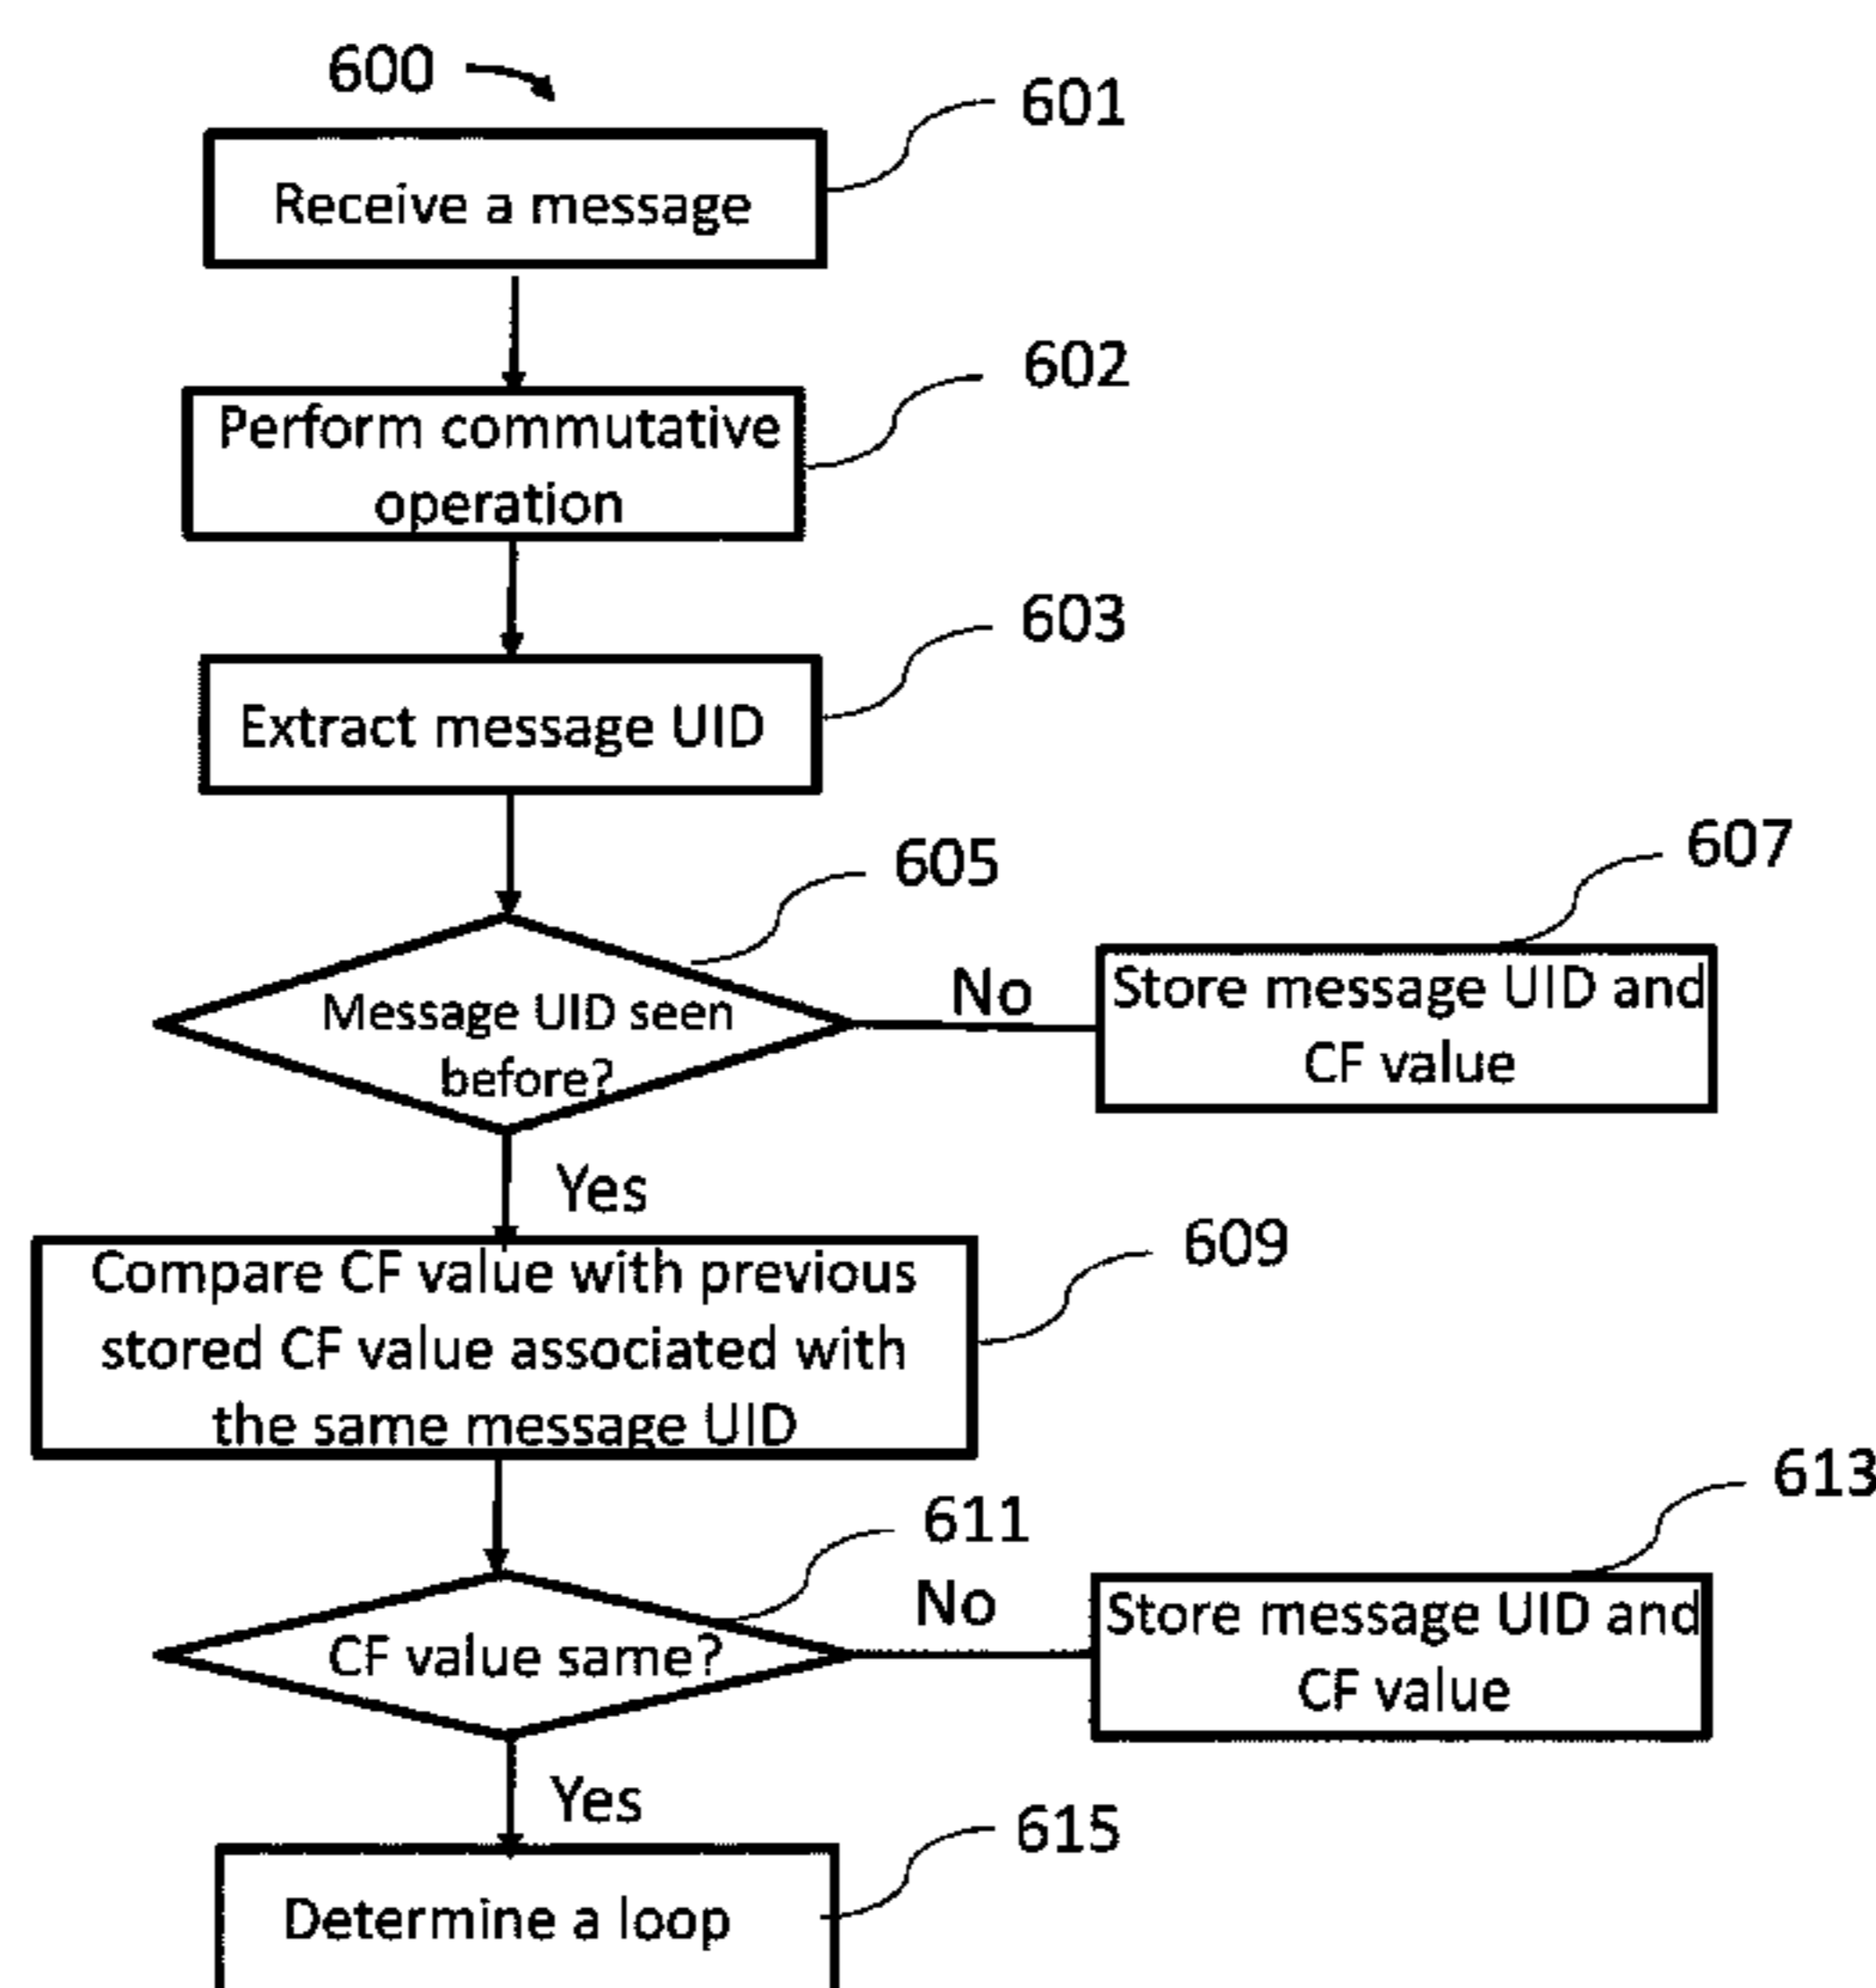 600
601
Receive a message
602
Perform commutative
operation
603
Extract message UID
605
607
Message UID seen
before?
No
Store message UID and
CF value
Yes
609
Compare CF value with previous
stored CF value associated with
the same message UID
611
613
CF value same?
No
Store message UID and
CF value
Yes
615
Determine a loop